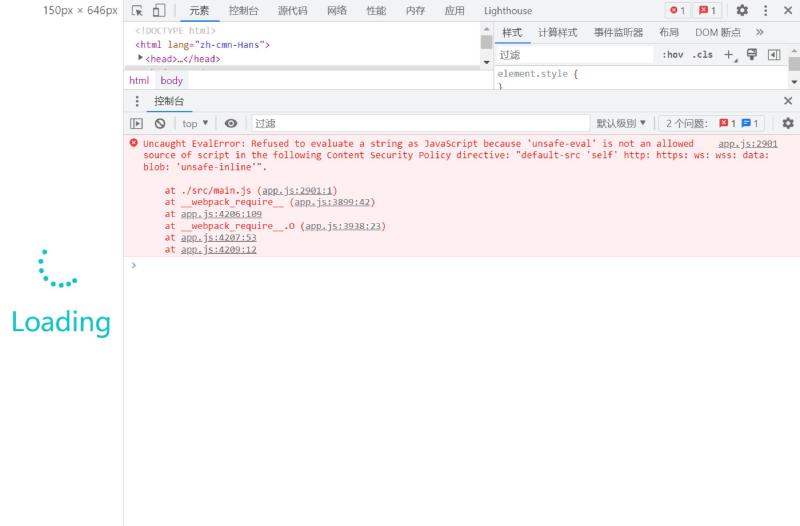 150px × 646px
元素 控制台 源代码 网络 性能 内存 应用 Lighthouse 1 1
<!DOCTYPE html>
<html lang="zh-cmn-Hans">
<head>…</head>
html body
样式 计算样式 事件监听器 布局 DOM 断点
过滤 :hov .cls
element.style {
}
控制台
top 过滤 默认级别 2 个问题: 1 1
Uncaught EvalError: Refused to evaluate a string as JavaScript because 'unsafe-eval' is not an allowed app.js:2901
source of script in the following Content Security Policy directive: "default-src 'self' http: https: ws: wss: data:
blob: 'unsafe-inline'".
at ./src/main.js (app.js:2901:1)
at __webpack_require__ (app.js:3899:42)
at app.js:4206:109
at __webpack_require__.O (app.js:3938:23)
at app.js:4207:53
at app.js:4209:12
Loading